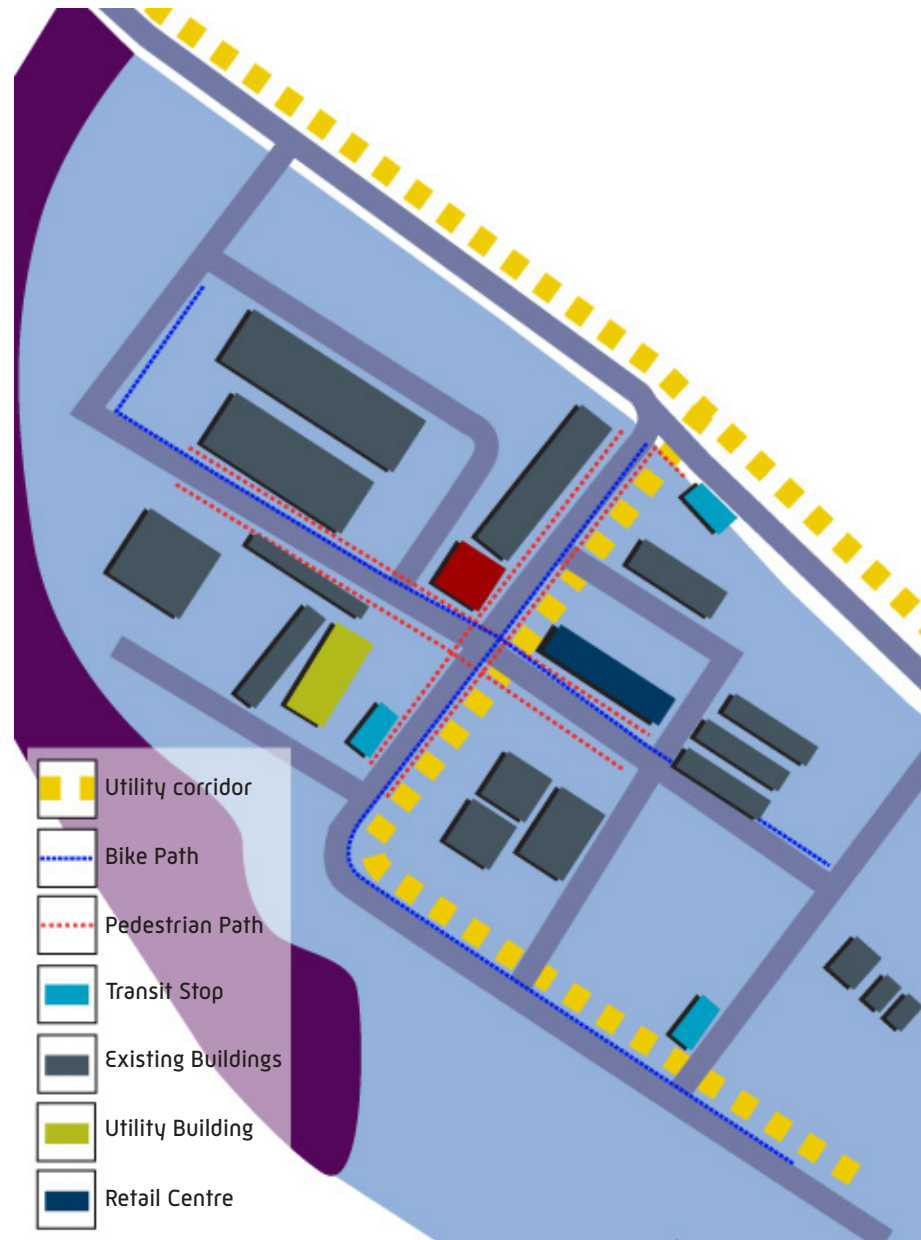 Utility corridor
Bike Path
Pedestrian Path
Transit Stop
Existing Buildings
Utility Building
Retail Centre